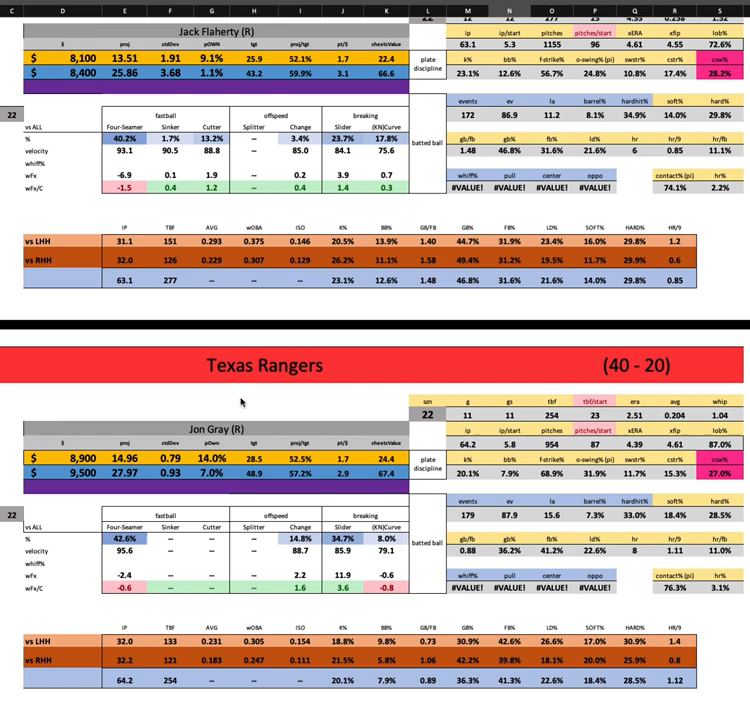 C D E F G H I J K L M N O P Q R S
22 12 12 277 23 4.55 0.238 1.52
Jack Flaherty (R) ip ip/start pitches pitches/start xERA xfip lob%
$ proj stdDev pOWN tgt proj/tgt pt/$ sheetsValue 63.1 5.3 1155 96 4.61 4.55 72.6%
$ 8,100 13.51 1.91 9.1% 25.9 52.1% 1.7 22.4 plate discipline k% bb% f-strike% o-swing% (pi) swstr% cstr% csw%
$ 8,400 25.86 3.68 1.1% 43.2 59.9% 3.1 66.6 23.1% 12.6% 56.7% 24.8% 10.8% 17.4% 28.2%
events ev la barrel% hardhit% soft% hard%
22 fastball offspeed breaking 172 86.9 11.2 8.1% 34.9% 14.0% 29.8%
vs ALL Four-Seamer Sinker Cutter Splitter Change Slider (KN)Curve
% 40.2% 1.7% 13.2% -- 3.4% 23.7% 17.8% batted ball gb/fb gb% fb% ld% hr hr/9 hr/fb
velocity 93.1 90.5 88.8 -- 85.0 84.1 75.6 1.48 46.8% 31.6% 21.6% 6 0.85 11.1%
whiff%
wFx -6.9 0.1 1.9 -- 0.2 3.9 0.7 whiff% pull center oppo contact% (pi) hr%
wFx/C -1.5 0.4 1.2 -- 0.4 1.4 0.3 #VALUE! #VALUE! #VALUE! #VALUE! 74.1% 2.2%
IP TBF AVG wOBA ISO K% BB% GB/FB GB% FB% LD% SOFT% HARD% HR/9
vs LHH 31.1 151 0.293 0.375 0.146 20.5% 13.9% 1.40 44.7% 31.9% 23.4% 16.0% 29.8% 1.2
vs RHH 32.0 126 0.229 0.307 0.129 26.2% 11.1% 1.58 49.4% 31.2% 19.5% 11.7% 29.9% 0.6
63.1 277 -- -- -- 23.1% 12.6% 1.48 46.8% 31.6% 21.6% 14.0% 29.8% 0.85
Texas Rangers (40 - 20)
szn g gs tbf tbf/start era avg whip
22 11 11 254 23 2.51 0.204 1.04
Jon Gray (R) ip ip/start pitches pitches/start xERA xfip lob%
$ proj stdDev pOwn tgt proj/tgt pt/$ sheetsValue 64.2 5.8 954 87 4.39 4.61 87.0%
$ 8,900 14.96 0.79 14.0% 28.5 52.5% 1.7 24.4 plate discipline k% bb% f-strike% o-swing% (pi) swstr% cstr% csw%
$ 9,500 27.97 0.93 7.0% 48.9 57.2% 2.9 67.4 20.1% 7.9% 68.9% 31.9% 11.7% 15.3% 27.0%
events ev la barrel% hardhit% soft% hard%
22 fastball offspeed breaking 179 87.9 15.6 7.3% 33.0% 18.4% 28.5%
vs ALL Four-Seamer Sinker Cutter Splitter Change Slider (KN)Curve
% 42.6% -- -- -- 14.8% 34.7% 8.0% batted ball gb/fb gb% fb% ld% hr hr/9 hr/fb
velocity 95.6 -- -- -- 88.7 85.9 79.1 0.88 36.2% 41.2% 22.6% 8 1.11 11.0%
whiff%
wFx -2.4 -- -- -- 2.2 11.9 -0.6 whiff% pull center oppo contact% (pi) hr%
wFx/C -0.6 -- -- -- 1.6 3.6 -0.8 #VALUE! #VALUE! #VALUE! #VALUE! 76.3% 3.1%
IP TBF AVG wOBA ISO K% BB% GB/FB GB% FB% LD% SOFT% HARD% HR/9
vs LHH 32.0 133 0.231 0.305 0.154 18.8% 9.8% 0.73 30.9% 42.6% 26.6% 17.0% 30.9% 1.4
vs RHH 32.2 121 0.183 0.247 0.111 21.5% 5.8% 1.06 42.2% 39.8% 18.1% 20.0% 25.9% 0.8
64.2 254 -- -- -- 20.1% 7.9% 0.89 36.3% 41.3% 22.6% 18.4% 28.5% 1.12